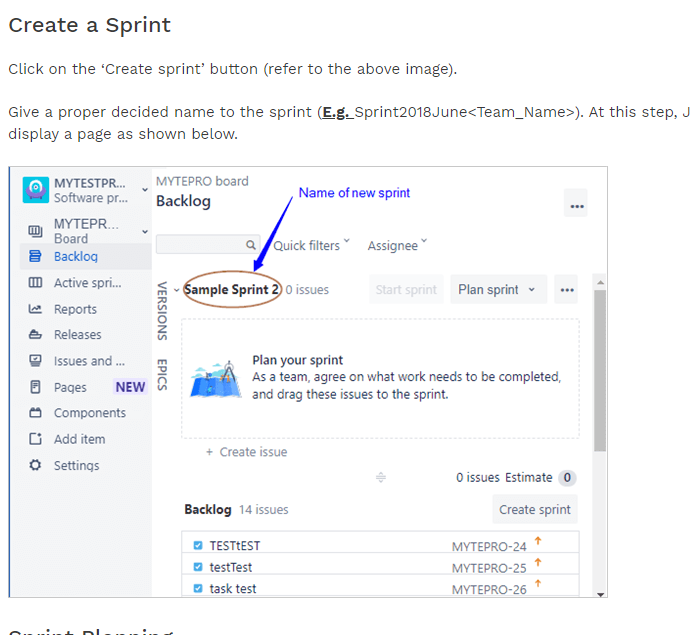 Create a Sprint
Click on the ‘Create sprint’ button (refer to the above image).
Give a proper decided name to the sprint (E.g. Sprint2018June<Team_Name>). At this step, J
display a page as shown below.
MYTESTPR...
Software pr...
MYTEPR...
Board
Backlog
Active spri...
Reports
Releases
Issues and ...
Pages NEW
Components
Add item
Settings
MYTEPRO board
Backlog
Name of new sprint
Quick filters
Assignee
VERSIONS
EPICS
Sample Sprint 2 0 issues Start sprint Plan sprint
Plan your sprint
As a team, agree on what work needs to be completed,
and drag these issues to the sprint.
+ Create issue
0 issues Estimate 0
Backlog 14 issues Create sprint
TESTtEST MYTEPRO-24
testTest MYTEPRO-25
task test MYTEPRO-26
Sprint Planning